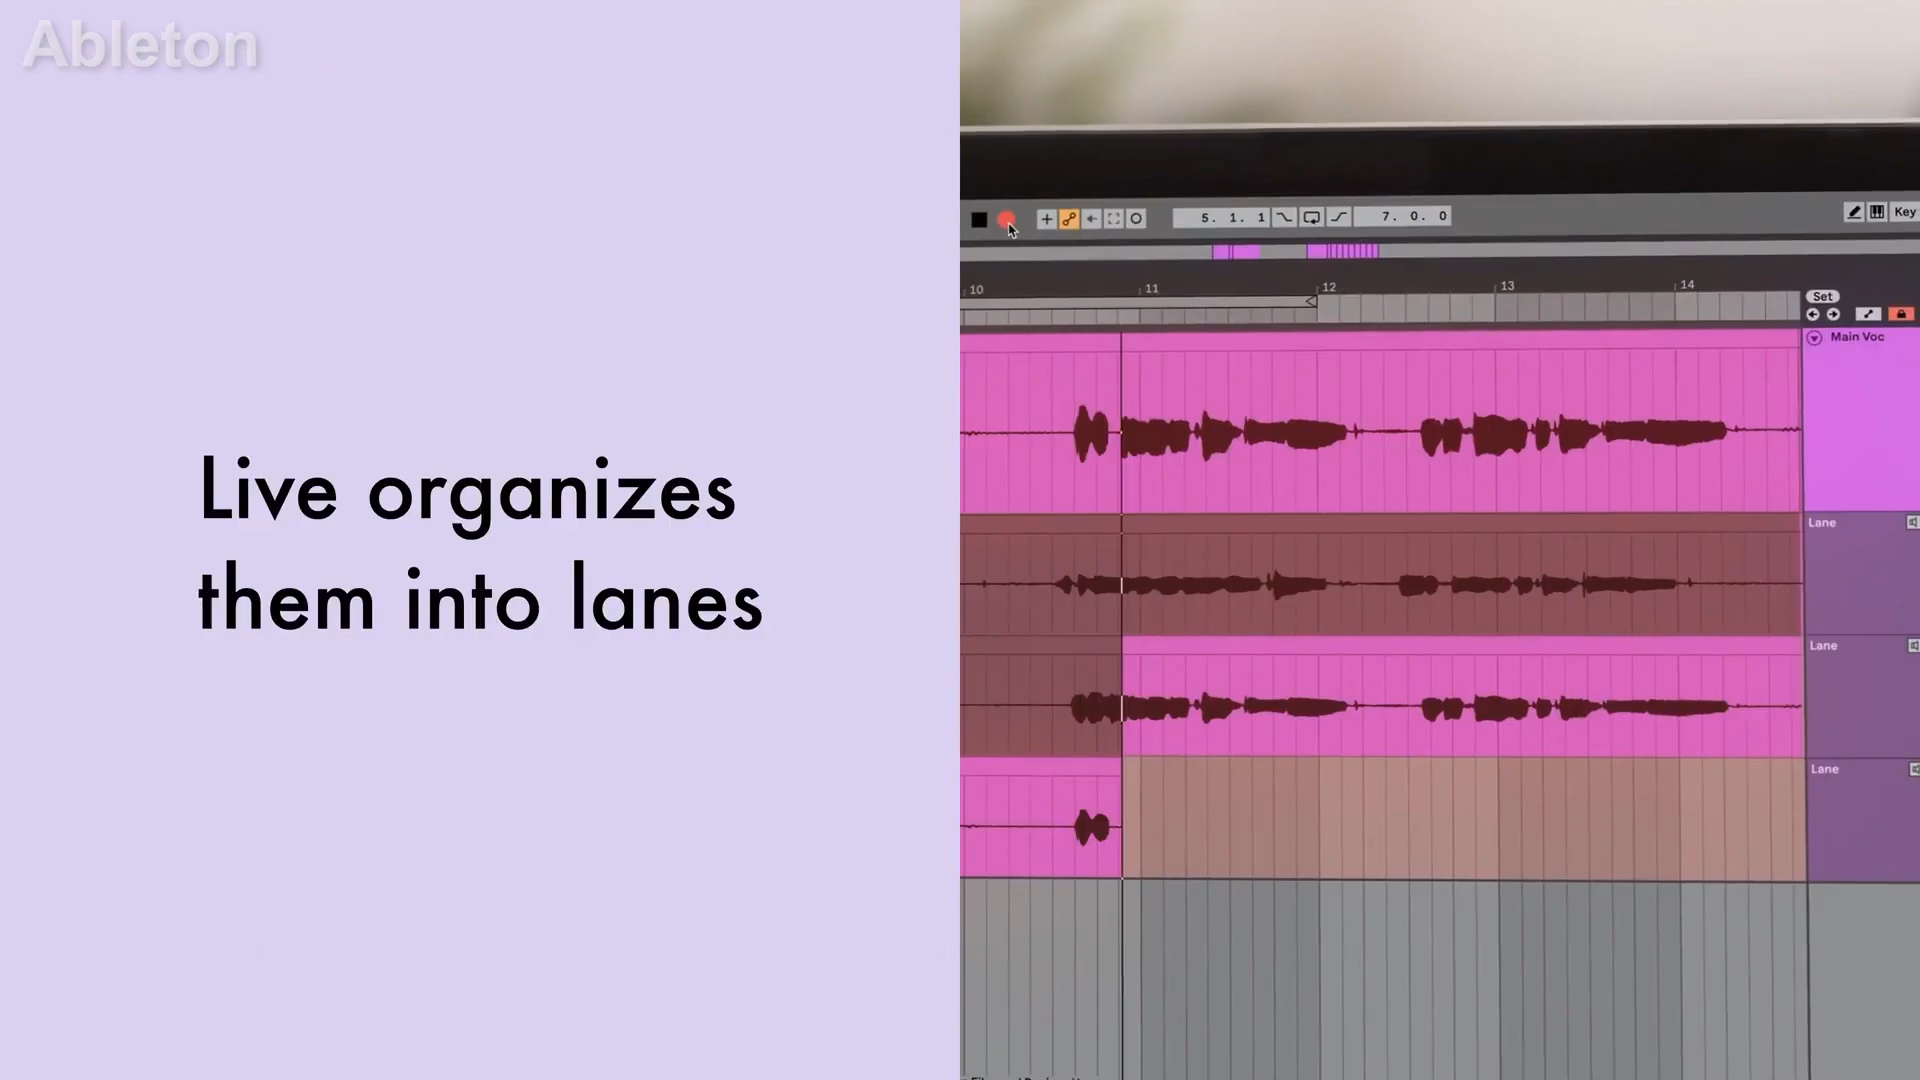 Ableton
Live organizes
them into lanes
5. 1. 1
7. 0. 0
Key
10
11
12
13
14
Set
Main Voc
Lane
Lane
Lane